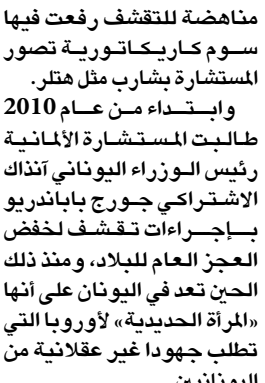 مناهضة للتقشف رفعت فيها
رسوم كاريكاتورية تصور
المستشارة بشارب مثل هتلر.
وابتداء من عام 2010
طالبت المستشارة الألمانية
رئيس الوزراء اليوناني آنذاك
الاشتراكي جورج باباندريو
بإجراءات تقشف لخفض
العجز العام للبلاد، ومنذ ذلك
الحين تعد في اليونان على أنها
«المرأة الحديدية» لأوروبا التي
تطلب جهودا غير عقلانية من
اليونانيين